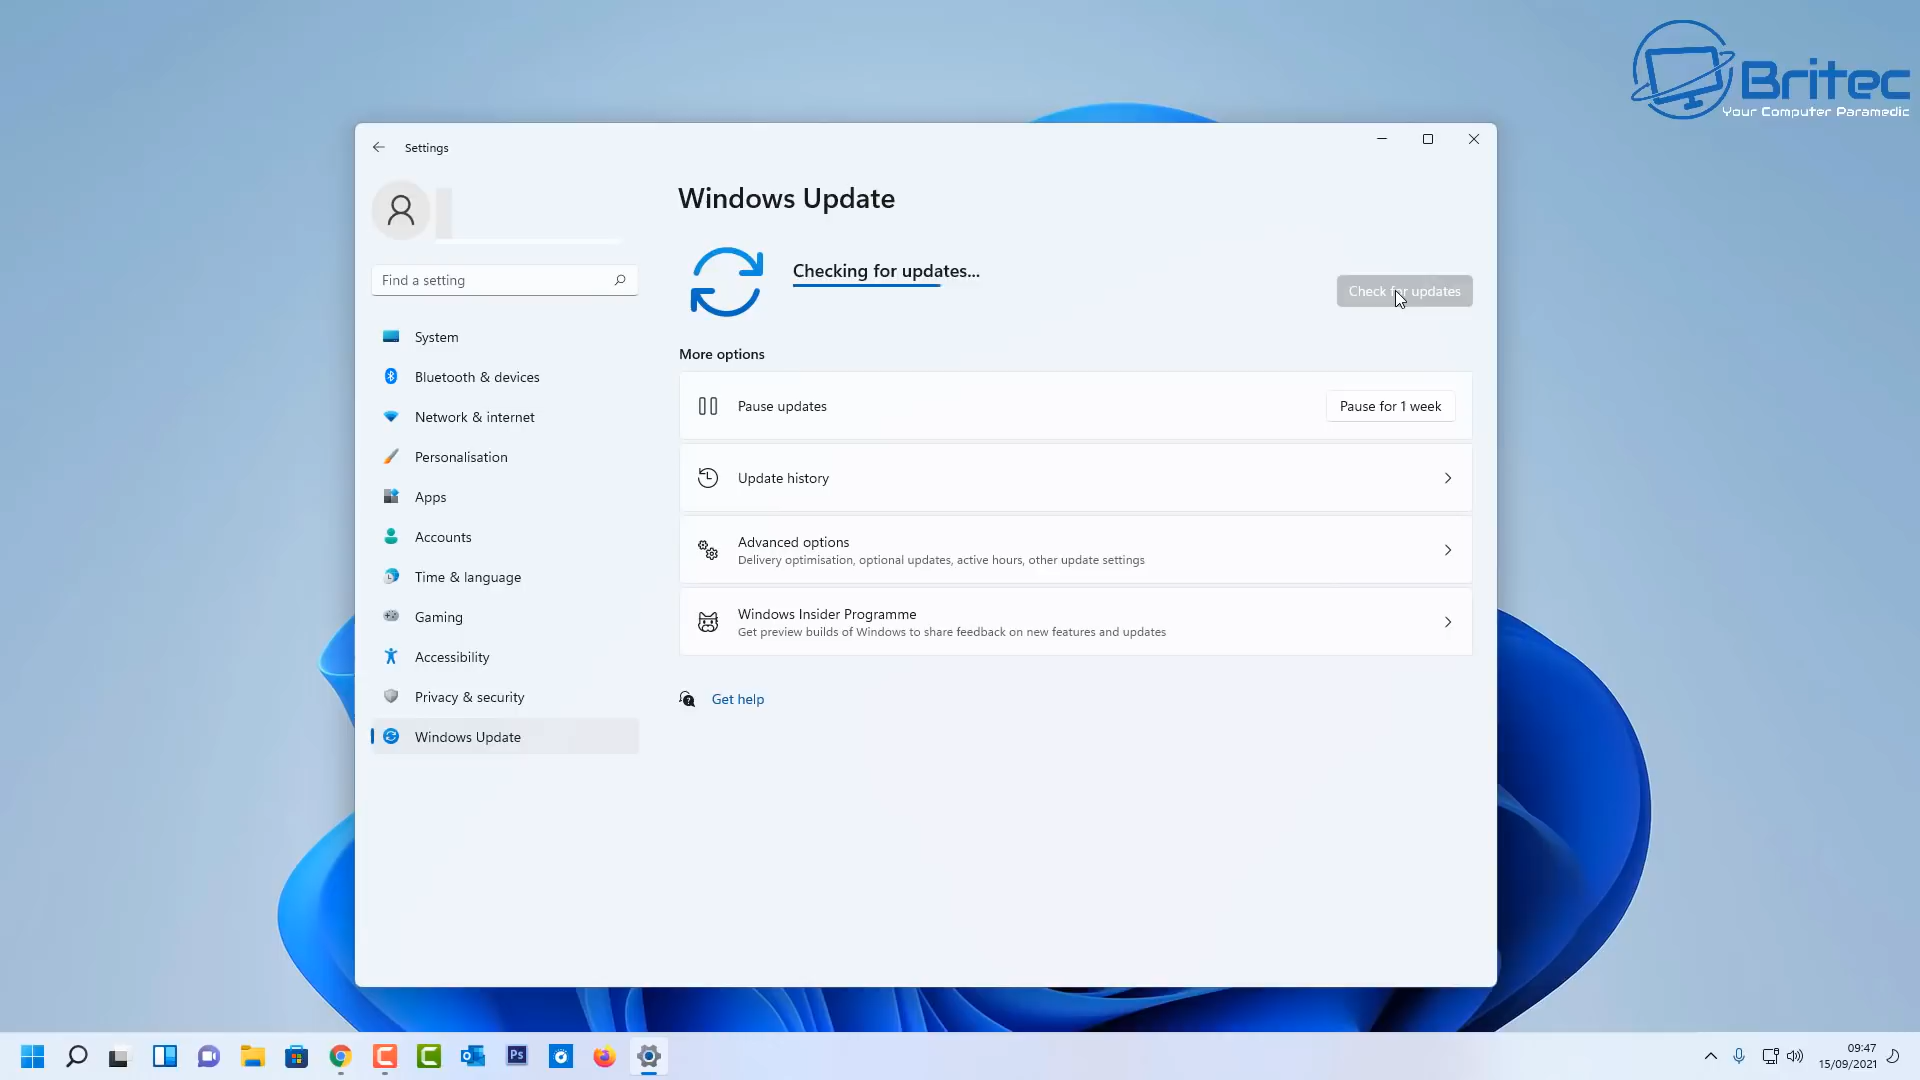 Britec
Your Computer Paramedic
Settings
Windows Update
Checking for updates...
Check for updates
Find a setting
System
Bluetooth & devices
Network & internet
Personalisation
Apps
Accounts
Time & language
Gaming
Accessibility
Privacy & security
Windows Update
More options
Pause updates
Pause for 1 week
Update history
Advanced options
Delivery optimisation, optional updates, active hours, other update settings
Windows Insider Programme
Get preview builds of Windows to share feedback on new features and updates
Get help
Ps
09:47
15/09/2021